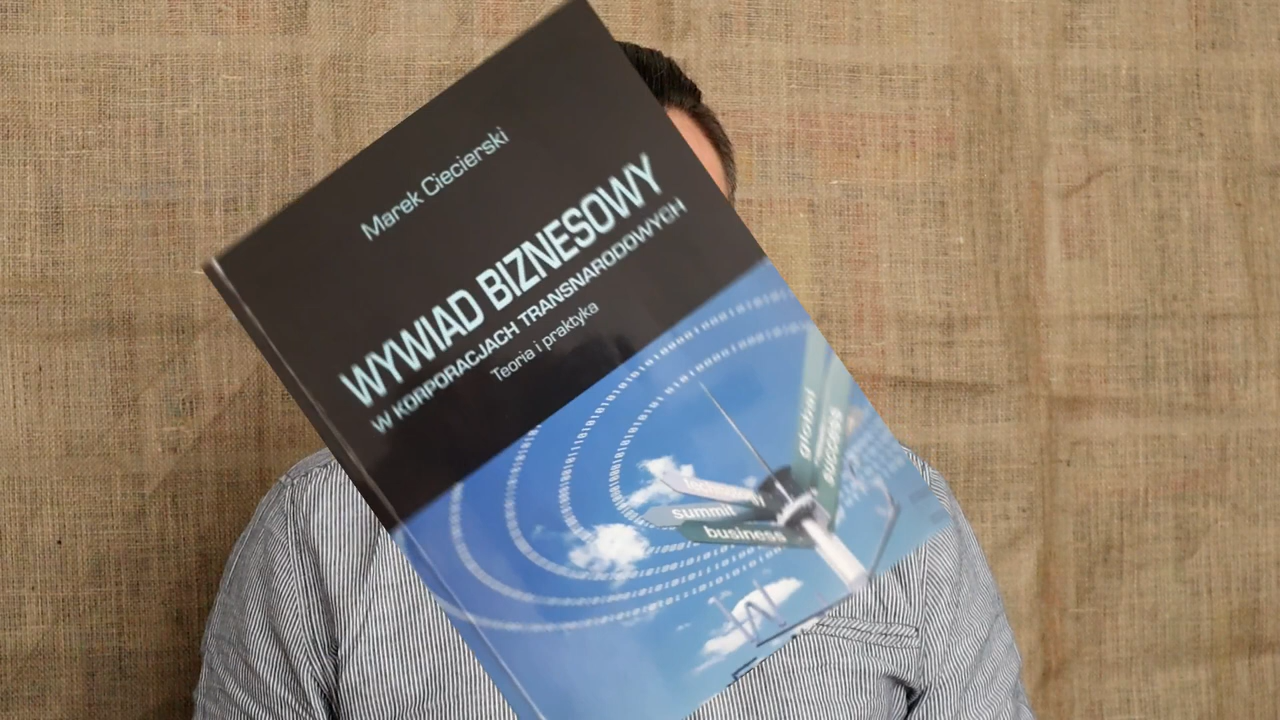 Marek Ciecierski
WYWIAD BIZNESOWY
W KORPORACJACH TRANSNARODOWYCH
Teoria i praktyka
global
success
summit
business